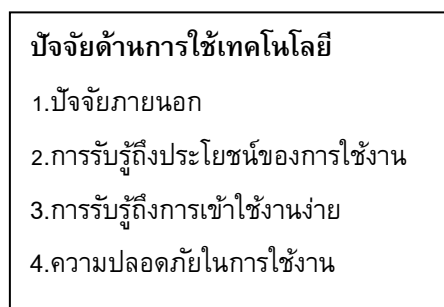 ปัจจัยด้านการใช้เทคโนโลยี
1.ปัจจัยภายนอก
2.การรับรู้ถึงประโยชน์ของการใช้งาน
3.การรับรู้ถึงการเข้าใช้งานง่าย
4.ความปลอดภัยในการใช้งาน